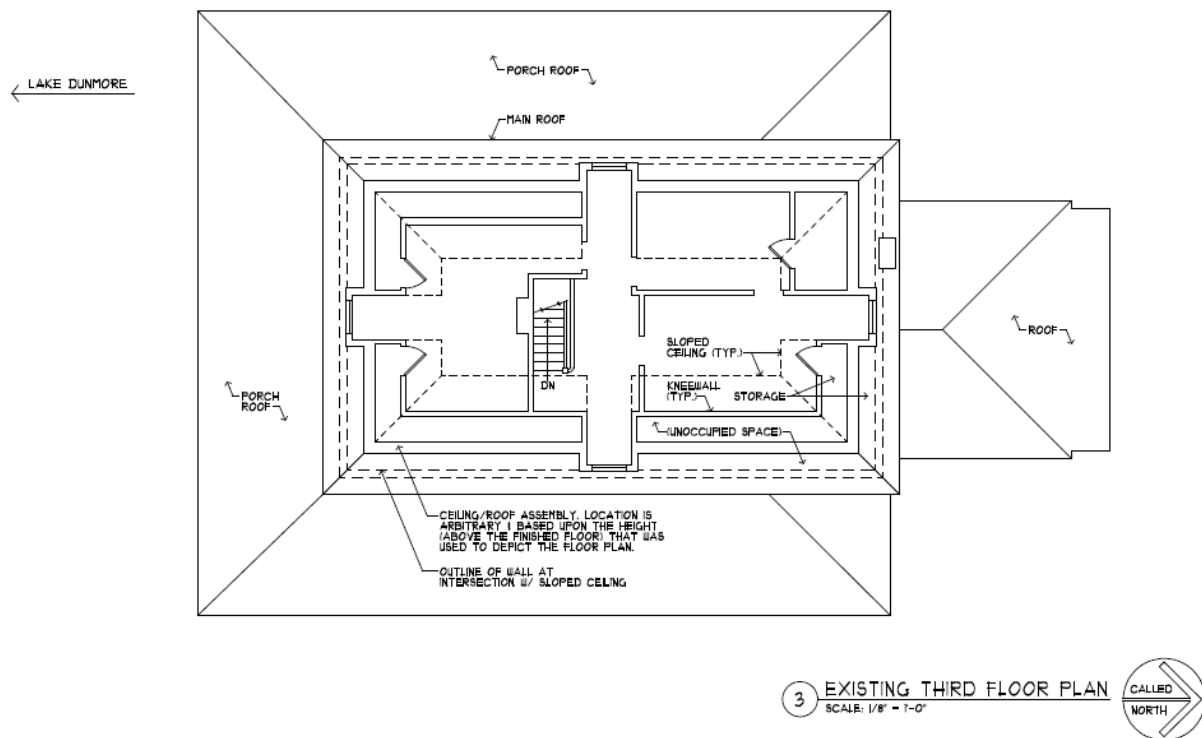 LAKE DUNMORE
PORCH ROOF
MAIN ROOF
ROOF
SLOPED
CEILING (TYP.)
KNEEWALL
(TYP.)
STORAGE
DN
PORCH
ROOF
(UNOCCUPIED SPACE)
CEILING/ROOF ASSEMBLY. LOCATION IS
ARBITRARY & BASED UPON THE HEIGHT
(ABOVE THE FINISHED FLOOR) THAT WAS
USED TO DEPICT THE FLOOR PLAN.
OUTLINE OF WALL AT
INTERSECTION W/ SLOPED CEILING
3 EXISTING THIRD FLOOR PLAN
SCALE: 1/8" = 1'-0"
CALLED
NORTH